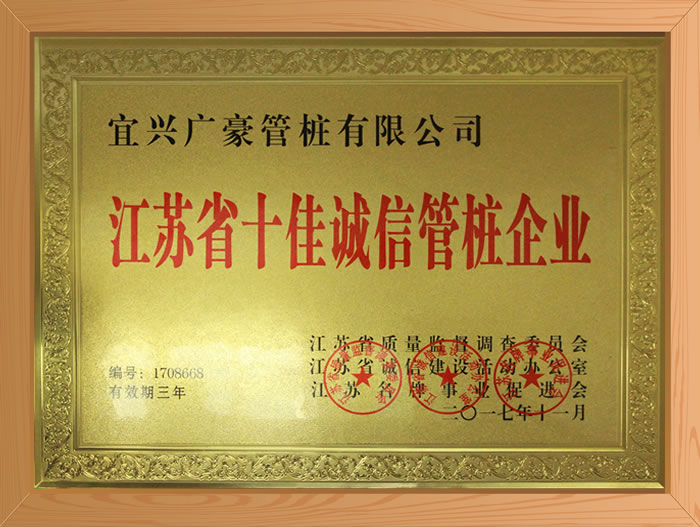 宜兴广豪管桩有限公司
江苏省十佳诚信管桩企业
江苏省质量监督调查委员会
江苏省诚信建设活动办公室
江苏名牌事业促进会
二〇一七年十一月
编号：1708668
有效期三年